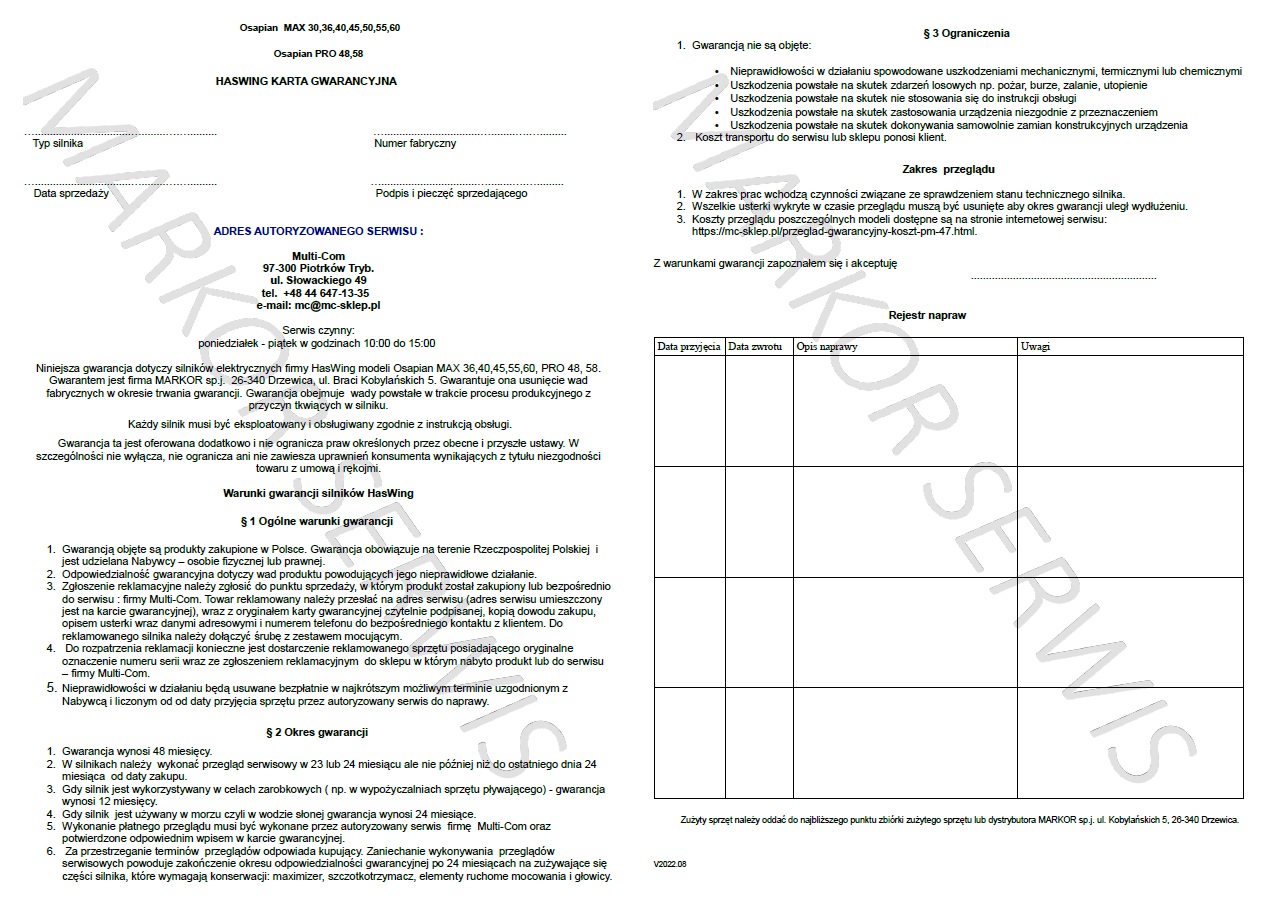 Osapian MAX 30,36,40,45,50,55,60
Osapian PRO 48,58
HASWING KARTA GWARANCYJNA
Typ silnika
Numer fabryczny
Data sprzedaży
Podpis i pieczęć sprzedającego
ADRES AUTORYZOWANEGO SERWISU :
Multi-Com
97-300 Piotrków Tryb.
ul. Słowackiego 49
tel. +48 44 647-13-35
e-mail: mc@mc-sklep.pl
Serwis czynny:
poniedziałek - piątek w godzinach 10:00 do 15:00
Niniejsza gwarancja dotyczy silników elektrycznych firmy HasWing modeli Osapian MAX 36,40,45,55,60, PRO 48, 58.
Gwarantem jest firma MARKOR sp.j. 26-340 Drzewica, ul. Braci Kobylańskich 5. Gwarantuje ona usunięcie wad
fabrycznych w okresie trwania gwarancji. Gwarancja obejmuje wady powstałe w trakcie procesu produkcyjnego z
przyczyn tkwiących w silniku.
Każdy silnik musi być eksploatowany i obsługiwany zgodnie z instrukcją obsługi.
Gwarancja ta jest oferowana dodatkowo i nie ogranicza praw określonych przez obecne i przyszłe ustawy. W
szczególności nie wyłącza, nie ogranicza ani nie zawiesza uprawnień konsumenta wynikających z tytułu niezgodności
towaru z umową i rękojmi.
Warunki gwarancji silników HasWing
§ 1 Ogólne warunki gwarancji
1. Gwarancją objęte są produkty zakupione w Polsce. Gwarancja obowiązuje na terenie Rzeczpospolitej Polskiej i
jest udzielana Nabywcy – osobie fizycznej lub prawnej.
2. Odpowiedzialność gwarancyjna dotyczy wad produktu powodujących jego nieprawidłowe działanie.
3. Zgłoszenie reklamacyjne należy zgłosić do punktu sprzedaży, w którym produkt został zakupiony lub bezpośrednio
do serwisu : firmy Multi-Com. Towar reklamowany należy przesłać na adres serwisu (adres serwisu umieszczony
jest na karcie gwarancyjnej), wraz z oryginałem karty gwarancyjnej czytelnie podpisanej, kopią dowodu zakupu,
opisem usterki wraz danymi adresowymi i numerem telefonu do bezpośredniego kontaktu z klientem. Do
reklamowanego silnika należy dołączyć śrubę z zestawem mocującym.
4. Do rozpatrzenia reklamacji konieczne jest dostarczenie reklamowanego sprzętu posiadającego oryginalne
oznaczenie numeru serii wraz ze zgłoszeniem reklamacyjnym do sklepu w którym nabyto produkt lub do serwisu
– firmy Multi-Com.
5. Nieprawidłowości w działaniu będą usuwane bezpłatnie w najkrótszym możliwym terminie uzgodnionym z
Nabywcą i liczonym od od daty przyjęcia sprzętu przez autoryzowany serwis do naprawy.
§ 2 Okres gwarancji
1. Gwarancja wynosi 48 miesięcy.
2. W silnikach należy wykonać przegląd serwisowy w 23 lub 24 miesiącu ale nie później niż do ostatniego dnia 24
miesiąca od daty zakupu.
3. Gdy silnik jest wykorzystywany w celach zarobkowych ( np. w wypożyczalniach sprzętu pływającego) - gwarancja
wynosi 12 miesięcy.
4. Gdy silnik jest używany w morzu czyli w wodzie słonej gwarancja wynosi 24 miesiące.
5. Wykonanie płatnego przeglądu musi być wykonane przez autoryzowany serwis firmę Multi-Com oraz
potwierdzone odpowiednim wpisem w karcie gwarancyjnej.
6. Za przestrzeganie terminów przeglądów odpowiada kupujący. Zaniechanie wykonywania przeglądów
serwisowych powoduje zakończenie okresu odpowiedzialności gwarancyjnej po 24 miesiącach na zużywające się
części silnika, które wymagają konserwacji: maximizer, szczotkotrzymacz, elementy ruchome mocowania i głowicy.
MARKOR SERWIS
§ 3 Ograniczenia
1. Gwarancją nie są objęte:
• Nieprawidłowości w działaniu spowodowane uszkodzeniami mechanicznymi, termicznymi lub chemicznymi
• Uszkodzenia powstałe na skutek zdarzeń losowych np. pożar, burze, zalanie, utopienie
• Uszkodzenia powstałe na skutek nie stosowania się do instrukcji obsługi
• Uszkodzenia powstałe na skutek zastosowania urządzenia niezgodnie z przeznaczeniem
• Uszkodzenia powstałe na skutek dokonywania samowolnie zamian konstrukcyjnych urządzenia
2. Koszt transportu do serwisu lub sklepu ponosi klient.
Zakres przeglądu
1. W zakres prac wchodzą czynności związane ze sprawdzeniem stanu technicznego silnika.
2. Wszelkie usterki wykryte w czasie przeglądu muszą być usunięte aby okres gwarancji uległ wydłużeniu.
3. Koszty przeglądu poszczególnych modeli dostępne są na stronie internetowej serwisu:
https://mc-sklep.pl/przeglad-gwarancyjny-koszt-pm-47.html.
Z warunkami gwarancji zapoznałem się i akceptuję
Rejestr napraw
Data przyjęcia Data zwrotu Opis naprawy Uwagi
Zużyty sprzęt należy oddać do najbliższego punktu zbiórki zużytego sprzętu lub dystrybutora MARKOR sp.j. ul. Kobylańskich 5, 26-340 Drzewica.
V2022.08
MARKOR SERWIS